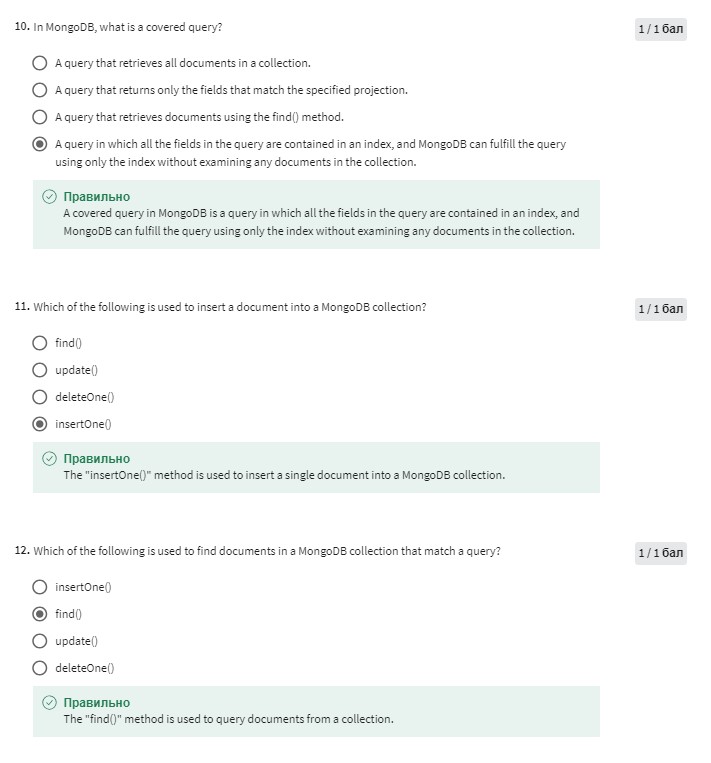 10. In MongoDB, what is a covered query?
1 / 1 бал
A query that retrieves all documents in a collection.
A query that returns only the fields that match the specified projection.
A query that retrieves documents using the find() method.
A query in which all the fields in the query are contained in an index, and MongoDB can fulfill the query
using only the index without examining any documents in the collection.
Правильно
A covered query in MongoDB is a query in which all the fields in the query are contained in an index, and
MongoDB can fulfill the query using only the index without examining any documents in the collection.
11. Which of the following is used to insert a document into a MongoDB collection?
1 / 1 бал
find()
update()
deleteOne()
insertOne()
Правильно
The "insertOne()" method is used to insert a single document into a MongoDB collection.
12. Which of the following is used to find documents in a MongoDB collection that match a query?
1 / 1 бал
insertOne()
find()
update()
deleteOne()
Правильно
The "find()" method is used to query documents from a collection.